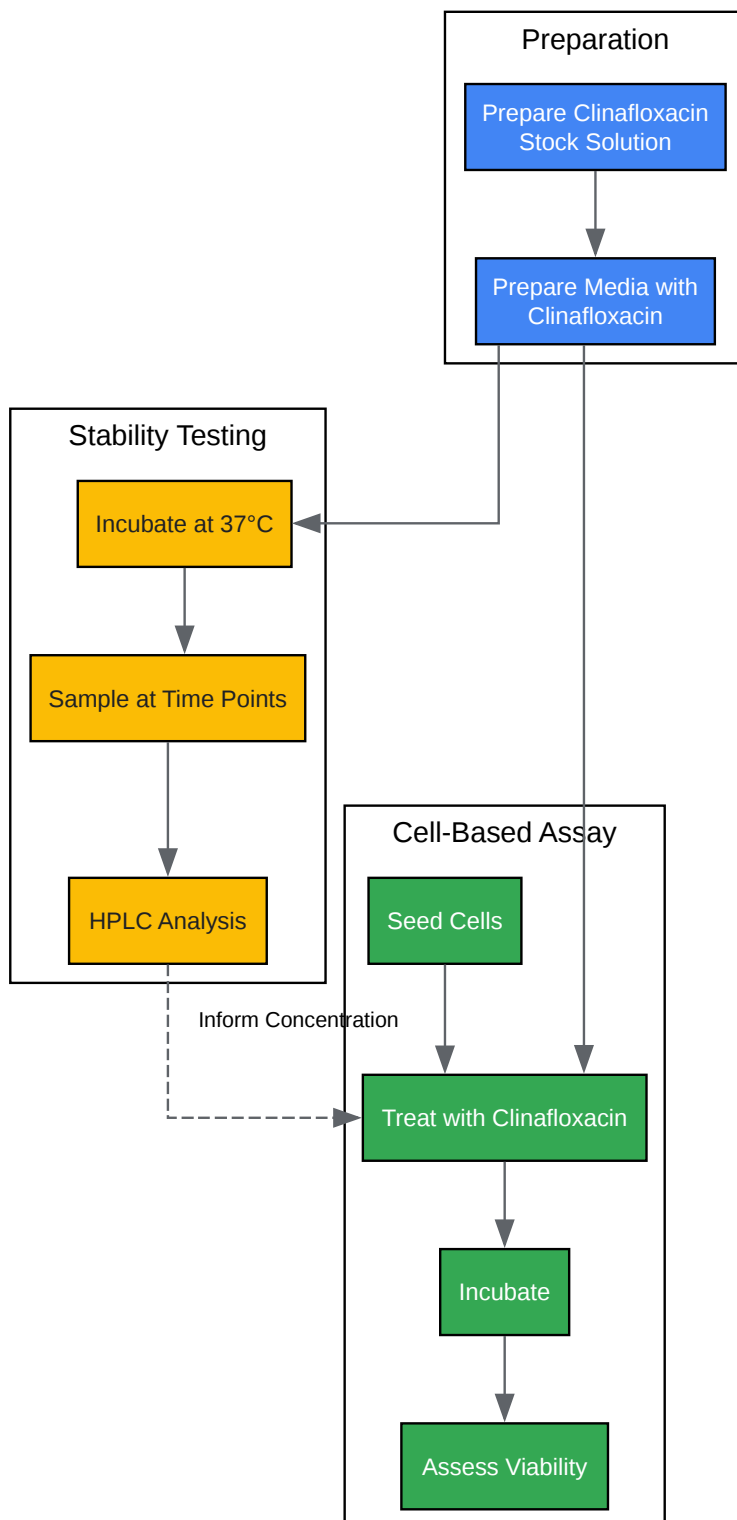 Preparation
Prepare Clinafloxacin
Stock Solution
Prepare Media with
Clinafloxacin
Stability Testing
Incubate at 37°C
Sample at Time Points
HPLC Analysis
Inform Concentration
Cell-Based Assay
Seed Cells
Treat with Clinafloxacin
Incubate
Assess Viability